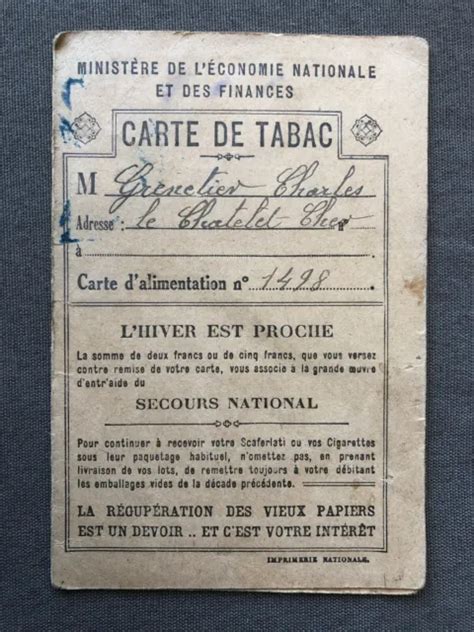 MINISTÈRE DE L'ÉCONOMIE NATIONALE
ET DES FINANCES
CARTE DE TABAC
M Grenetier Charles
Adresse : le Chatelet Cher
à
Carte d'alimentation nº 1498
L'HIVER EST PROCHE
La somme de deux francs ou de cinq francs, que vous versez
contre remise de votre carte, vous associe à la grande œuvre
d'entr'aide du
SECOURS NATIONAL
Pour continuer à recevoir votre Scaferlati ou vos Cigarettes
sous leur paquetage habituel, n'omettez pas, en prenant
livraison de vos lots, de remettre toujours à votre débitant
les emballages vides de la décade précédente.
LA RÉCUPÉRATION DES VIEUX PAPIERS
EST UN DEVOIR .. ET C'EST VOTRE INTÉRÊT
IMPRIMERIE NATIONALE.